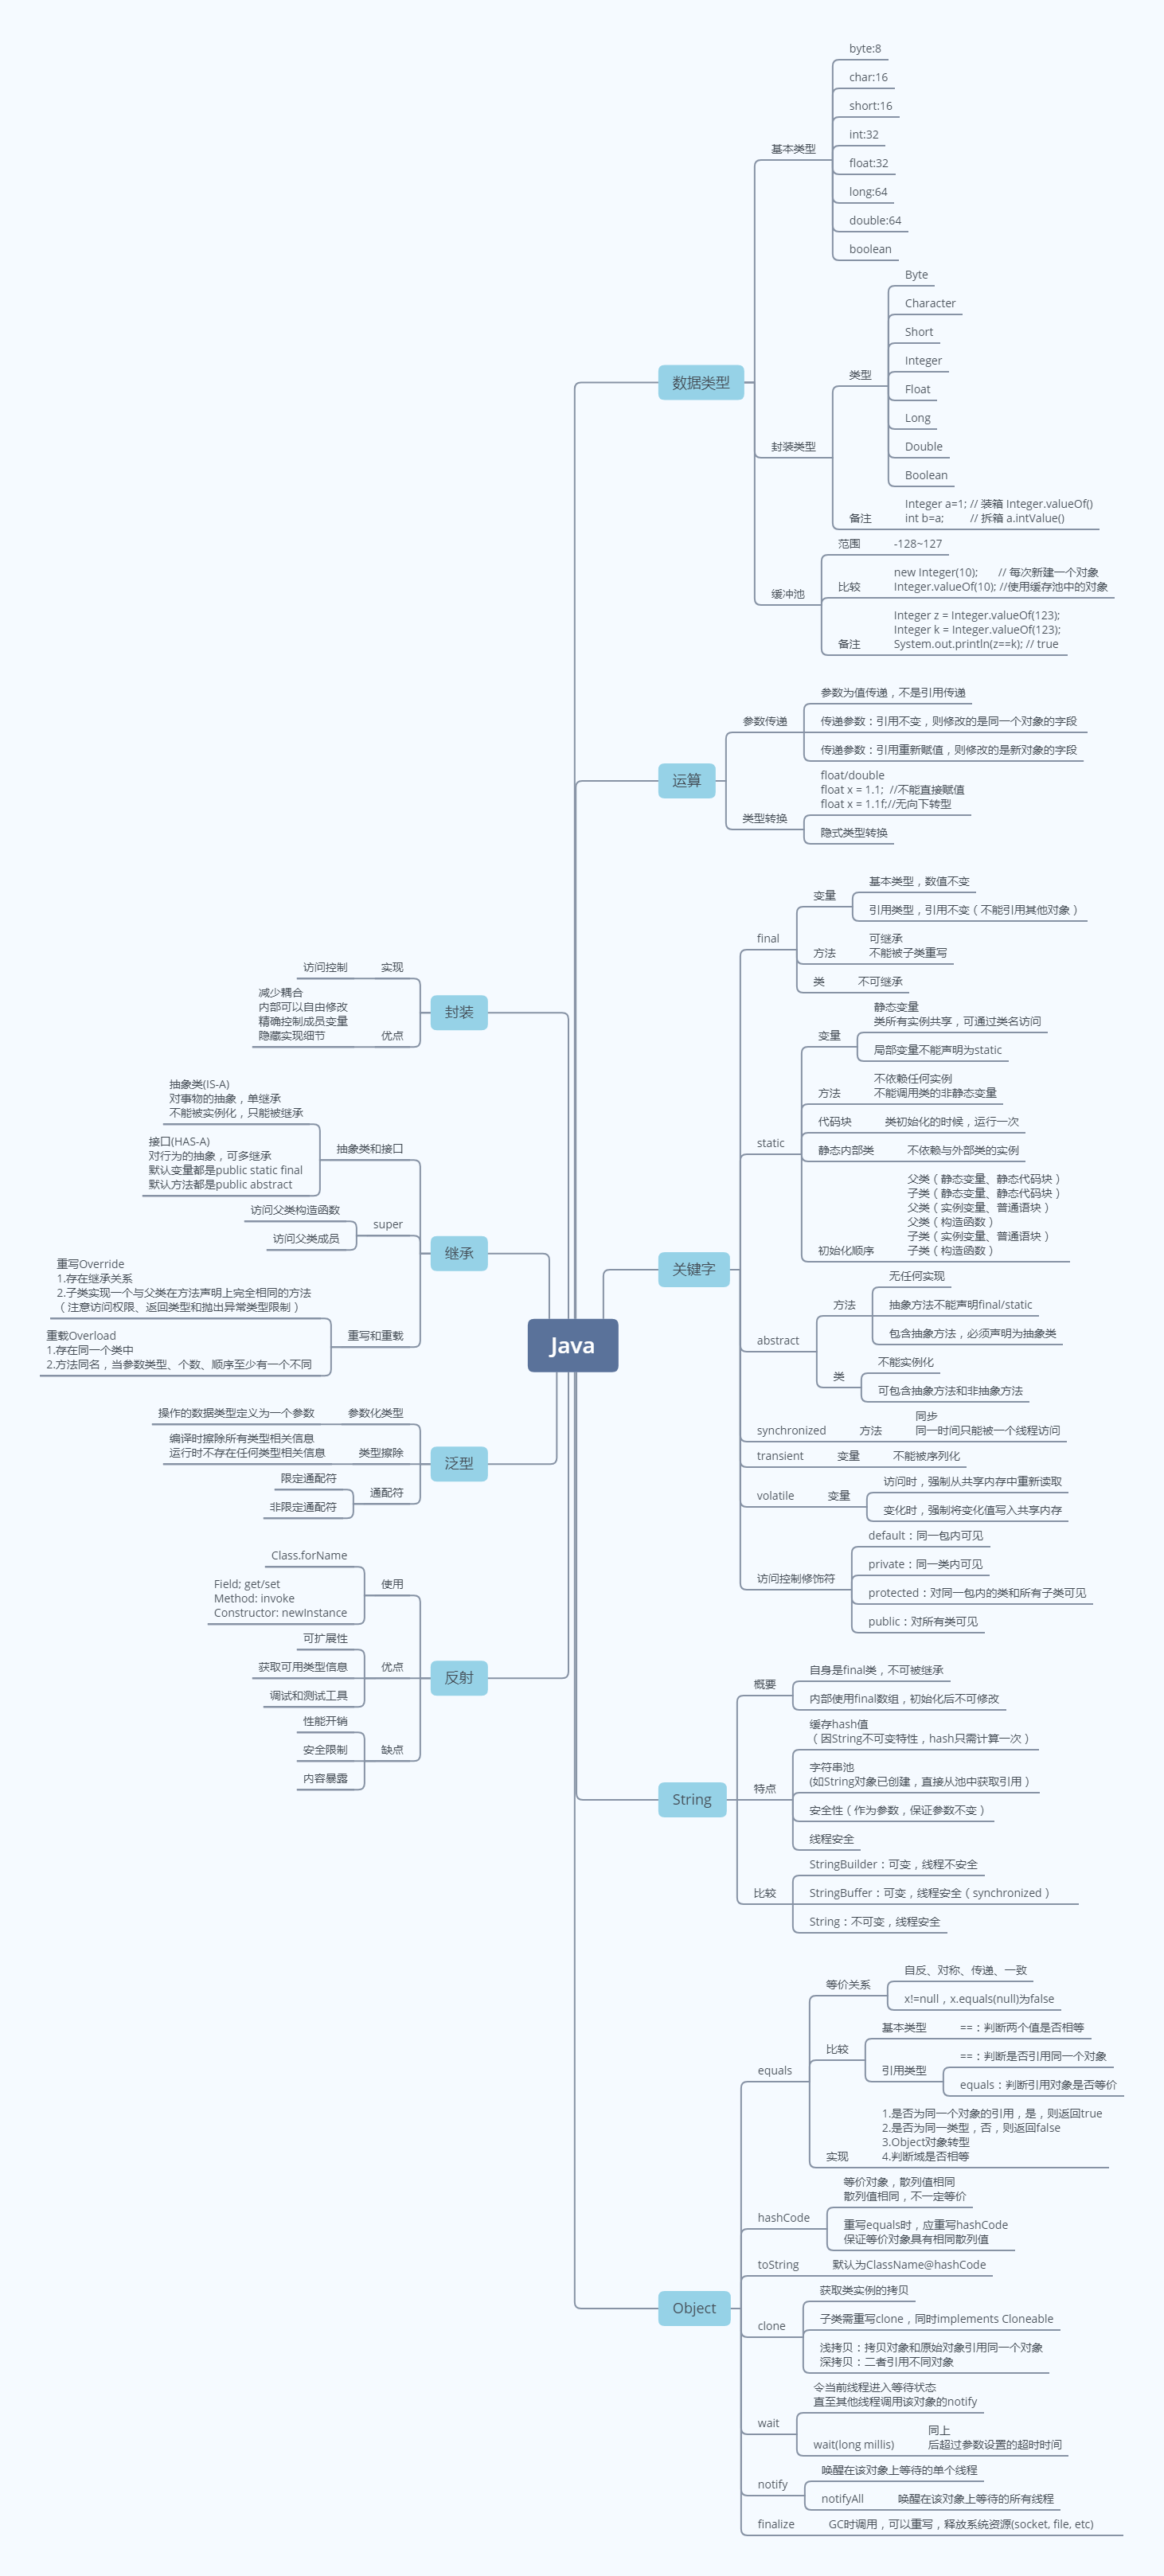 Java
数据类型
基本类型
byte:8
char:16
short:16
int:32
float:32
long:64
double:64
boolean
封装类型
类型
Byte
Character
Short
Integer
Float
Long
Double
Boolean
备注
Integer a=1; // 装箱 Integer.valueOf()
int b=a; // 拆箱 a.intValue()
缓冲池
范围
-128~127
比较
new Integer(10); // 每次新建一个对象
Integer.valueOf(10); //使用缓存池中的对象
备注
Integer z = Integer.valueOf(123);
Integer k = Integer.valueOf(123);
System.out.println(z==k); // true
运算
参数传递
参数为值传递，不是引用传递
传递参数：引用不变，则修改的是同一个对象的字段
传递参数：引用重新赋值，则修改的是新对象的字段
类型转换
float/double
float x = 1.1; //不能直接赋值
float x = 1.1f;//无向下转型
隐式类型转换
关键字
final
变量
基本类型，数值不变
引用类型，引用不变（不能引用其他对象）
方法
可继承
不能被子类重写
类
不可继承
static
变量
静态变量
类所有实例共享，可通过类名访问
局部变量不能声明为static
方法
不依赖任何实例
不能调用类的非静态变量
代码块
类初始化的时候，运行一次
静态内部类
不依赖与外部类的实例
初始化顺序
父类（静态变量、静态代码块）
子类（静态变量、静态代码块）
父类（实例变量、普通语块）
父类（构造函数）
子类（实例变量、普通语块）
子类（构造函数）
abstract
方法
无任何实现
抽象方法不能声明final/static
包含抽象方法，必须声明为抽象类
类
不能实例化
可包含抽象方法和非抽象方法
synchronized
方法
同步
同一时间只能被一个线程访问
transient
变量
不能被序列化
volatile
变量
访问时，强制从共享内存中重新读取
变化时，强制将变化值写入共享内存
访问控制修饰符
default：同一包内可见
private：同一类内可见
protected：对同一包内的类和所有子类可见
public：对所有类可见
String
概要
自身是final类，不可被继承
内部使用final数组，初始化后不可修改
特点
缓存hash值
（因String不可变特性，hash只需计算一次）
字符串池
(如String对象已创建，直接从池中获取引用）
安全性（作为参数，保证参数不变）
线程安全
比较
StringBuilder：可变，线程不安全
StringBuffer：可变，线程安全（synchronized）
String：不可变，线程安全
Object
equals
等价关系
自反、对称、传递、一致
x!=null，x.equals(null)为false
比较
基本类型
==：判断两个值是否相等
引用类型
==：判断是否引用同一个对象
equals：判断引用对象是否等价
实现
1.是否为同一个对象的引用，是，则返回true
2.是否为同一类型，否，则返回false
3.Object对象转型
4.判断域是否相等
hashCode
等价对象，散列值相同
散列值相同，不一定等价
重写equals时，应重写hashCode
保证等价对象具有相同散列值
toString
默认为ClassName@hashCode
clone
获取类实例的拷贝
子类需重写clone，同时implements Cloneable
浅拷贝：拷贝对象和原始对象引用同一个对象
深拷贝：二者引用不同对象
wait
令当前线程进入等待状态
直至其他线程调用该对象的notify
wait(long millis)
同上
后超过参数设置的超时时间
notify
唤醒在该对象上等待的单个线程
notifyAll
唤醒在该对象上等待的所有线程
finalize
GC时调用，可以重写，释放系统资源(socket, file, etc)
封装
实现
访问控制
优点
减少耦合
内部可以自由修改
精确控制成员变量
隐藏实现细节
继承
抽象类和接口
抽象类(IS-A)
对事物的抽象，单继承
不能被实例化，只能被继承
接口(HAS-A)
对行为的抽象，可多继承
默认变量都是public static final
默认方法都是public abstract
super
访问父类构造函数
访问父类成员
重写和重载
重写Override
1.存在继承关系
2.子类实现一个与父类在方法声明上完全相同的方法
（注意访问权限、返回类型和抛出异常类型限制）
重载Overload
1.存在同一个类中
2.方法同名，当参数类型、个数、顺序至少有一个不同
泛型
参数化类型
操作的数据类型定义为一个参数
类型擦除
编译时擦除所有类型相关信息
运行时不存在任何类型相关信息
通配符
限定通配符
非限定通配符
反射
使用
Class.forName
Field; get/set
Method: invoke
Constructor: newInstance
优点
可扩展性
获取可用类型信息
调试和测试工具
缺点
性能开销
安全限制
内容暴露